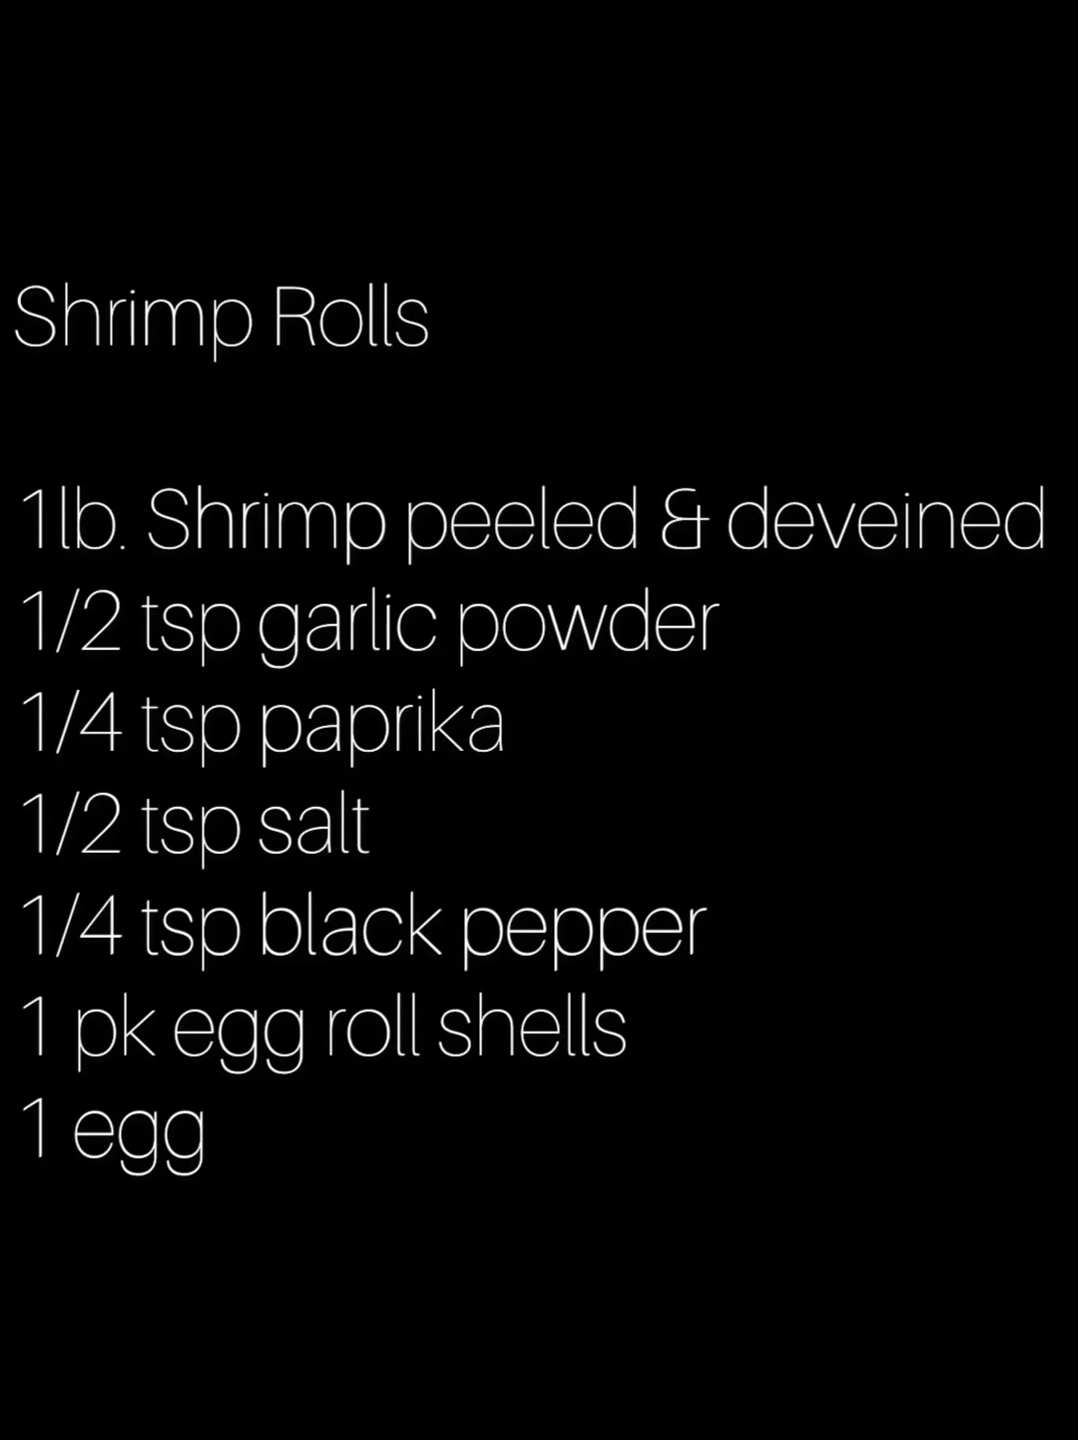 Shrimp Rolls
1lb. Shrimp peeled & deveined
1/2 tsp garlic powder
1/4 tsp paprika
1/2 tsp salt
1/4 tsp black pepper
1 pk egg roll shells
1 egg